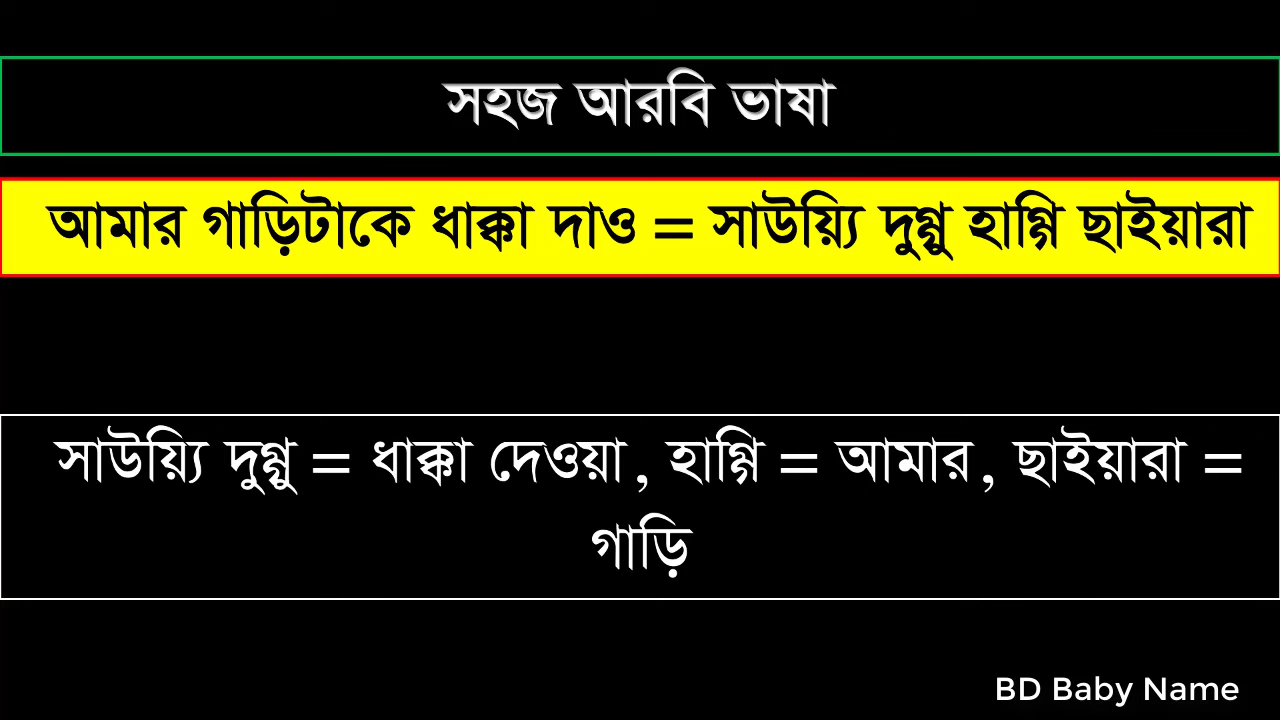 সহজ আরবি ভাষা
আমার গাড়িটাকে ধাক্কা দাও = সাউয়্যি দুগ্গু হাগ্গি ছাইয়ারা
সাউয়্যি দুগ্গু = ধাক্কা দেওয়া, হাগ্গি = আমার, ছাইয়ারা =
গাড়ি
BD Baby Name